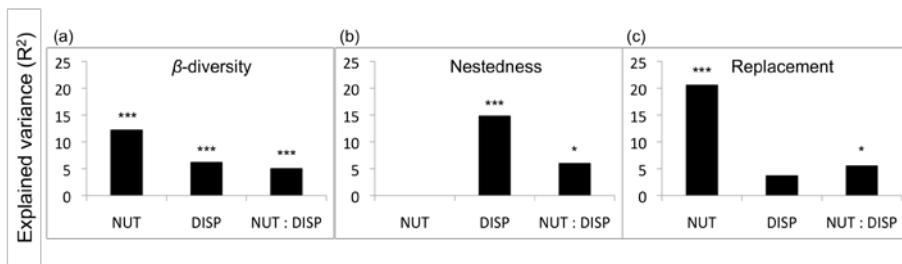 Explained variance (R²)
(a)
β-diversity
25
20
15
10
5
0
***
***
***
NUT
DISP
NUT : DISP
(b)
Nestedness
25
20
15
10
5
0
***
*
NUT
DISP
NUT : DISP
(c)
Replacement
25
20
15
10
5
0
***
*
NUT
DISP
NUT : DISP